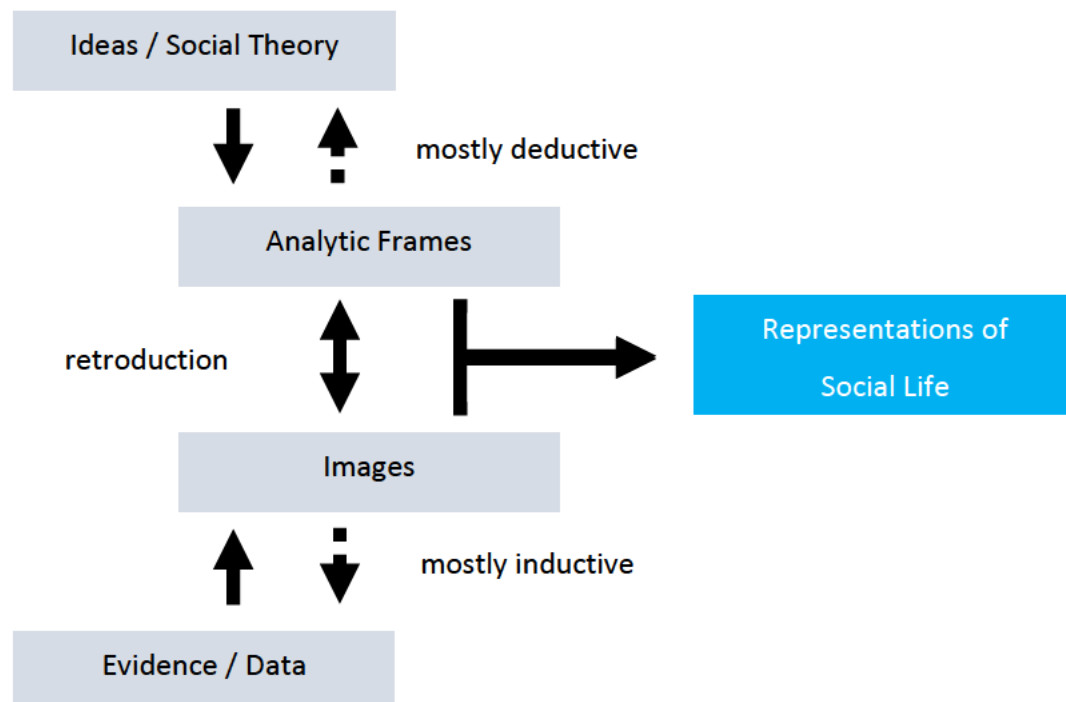 Ideas / Social Theory
mostly deductive
Analytic Frames
retroduction
Representations of
Social Life
Images
mostly inductive
Evidence / Data